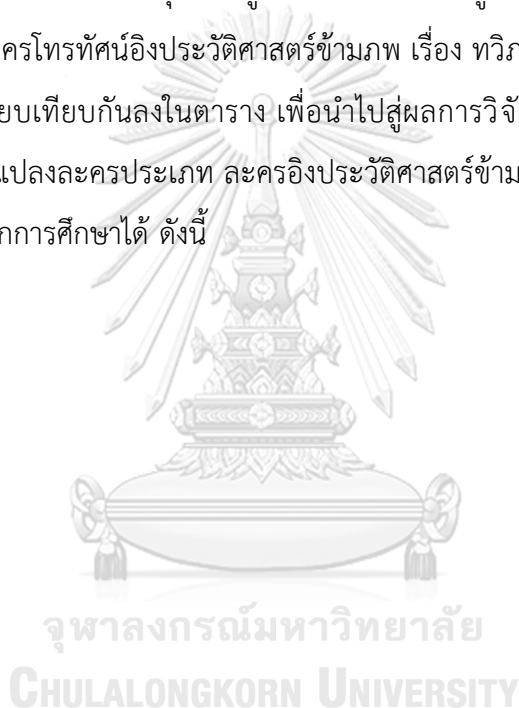 ครโทรทัศน์อิงประวัติศาสตร์ข้ามภพ เรื่อง ทวิภ
ยบเทียบกันลงในตาราง เพื่อนำไปสู่ผลการวิจั
แปลงละครประเภท ละครอิงประวัติศาสตร์ข้าม
กการศึกษาได้ ดังนี้
จุฬาลงกรณ์มหาวิทยาลัย
CHULALONGKORN UNIVERSITY